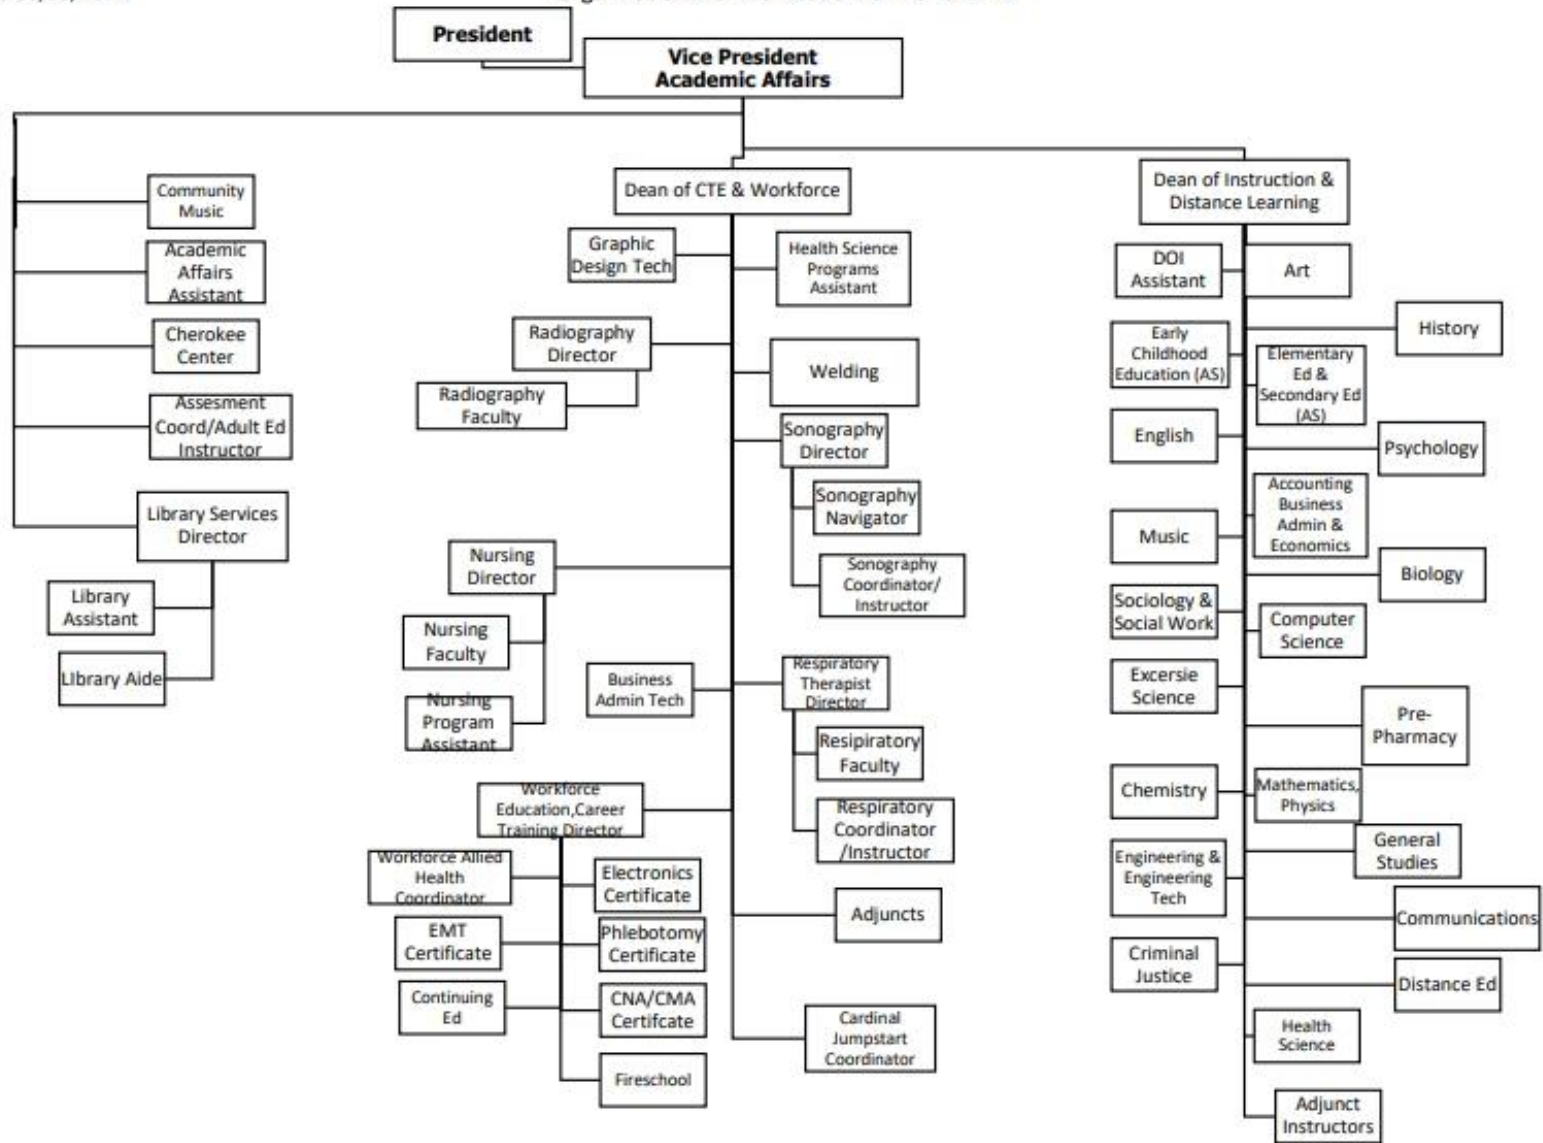 President
Vice President
Academic Affairs
Community
Music
Academic
Affairs
Assistant
Cherokee
Center
Assesment
Coord/Adult Ed
Instructor
Library Services
Director
Library
Assistant
LIbrary Aide
Dean of CTE & Workforce
Graphic
Design Tech
Health Science
Programs
Assistant
Radiography
Director
Radiography
Faculty
Welding
Sonography
Director
Sonography
Navigator
Sonography
Coordinator/
Instructor
Nursing
Director
Nursing
Faculty
Nursing
Program
Assistant
Business
Admin Tech
Respiratory
Therapist
Director
Resipiratory
Faculty
Respiratory
Coordinator
/Instructor
Workforce
Education,Career
Training Director
Workforce Allied
Health
Coordinator
Electronics
Certificate
EMT
Certificate
Phlebotomy
Certificate
Continuing
Ed
CNA/CMA
Certifcate
Fireschool
Adjuncts
Cardinal
Jumpstart
Coordinator
Dean of Instruction &
Distance Learning
DOI
Assistant
Art
History
Early
Childhood
Education (AS)
Elementary
Ed &
Secondary Ed
(AS)
English
Psychology
Accounting
Business
Admin &
Economics
Music
Biology
Sociology &
Social Work
Computer
Science
Excersie
Science
Pre-
Pharmacy
Chemistry
Mathematics,
Physics
General
Studies
Engineering &
Engineering
Tech
Communications
Criminal
Justice
Distance Ed
Health
Science
Adjunct
Instructors